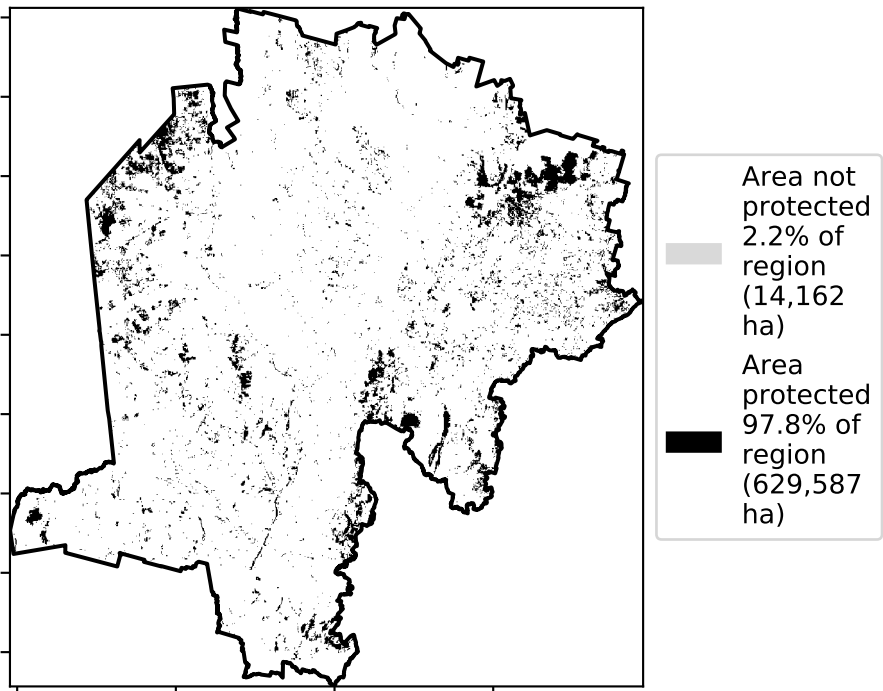 Area not
protected
2.2% of
region
(14,162
ha)
Area
protected
97.8% of
region
(629,587
ha)